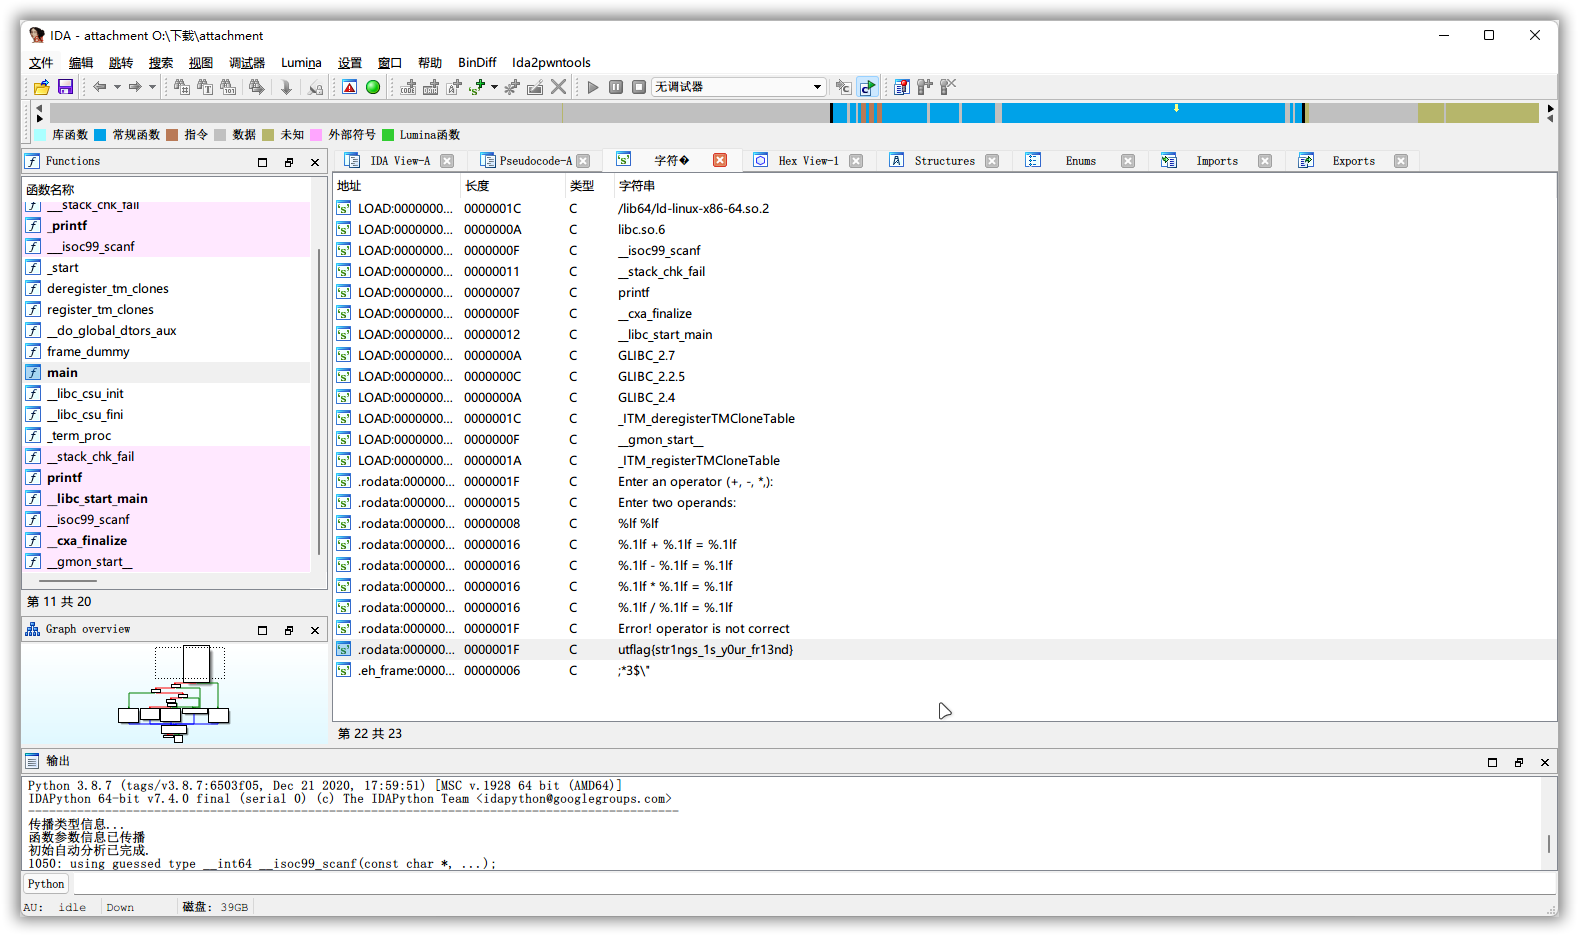 IDA - attachment O:\下载\attachment
文件 编辑 跳转 搜索 视图 调试器 Lumina 设置 窗口 帮助 BinDiff Ida2pwntools
无调试器
库函数 常规函数 指令 数据 未知 外部符号 Lumina函数
Functions
函数名称
__stack_chk_fail
_printf
__isoc99_scanf
_start
deregister_tm_clones
register_tm_clones
__do_global_dtors_aux
frame_dummy
main
__libc_csu_init
__libc_csu_fini
_term_proc
__stack_chk_fail
printf
__libc_start_main
__isoc99_scanf
__cxa_finalize
__gmon_start__
第 11 共 20
Graph overview
IDA View-A Pseudocode-A 字符� Hex View-1 Structures Enums Imports Exports
地址 长度 类型 字符串
LOAD:0000000... 0000001C C /lib64/ld-linux-x86-64.so.2
LOAD:0000000... 0000000A C libc.so.6
LOAD:0000000... 0000000F C __isoc99_scanf
LOAD:0000000... 00000011 C __stack_chk_fail
LOAD:0000000... 00000007 C printf
LOAD:0000000... 0000000F C __cxa_finalize
LOAD:0000000... 00000012 C __libc_start_main
LOAD:0000000... 0000000A C GLIBC_2.7
LOAD:0000000... 0000000C C GLIBC_2.2.5
LOAD:0000000... 0000000A C GLIBC_2.4
LOAD:0000000... 0000001C C _ITM_deregisterTMCloneTable
LOAD:0000000... 0000000F C __gmon_start__
LOAD:0000000... 0000001A C _ITM_registerTMCloneTable
.rodata:000000... 0000001F C Enter an operator (+, -, *,):
.rodata:000000... 00000015 C Enter two operands:
.rodata:000000... 00000008 C %lf %lf
.rodata:000000... 00000016 C %.1lf + %.1lf = %.1lf
.rodata:000000... 00000016 C %.1lf - %.1lf = %.1lf
.rodata:000000... 00000016 C %.1lf * %.1lf = %.1lf
.rodata:000000... 00000016 C %.1lf / %.1lf = %.1lf
.rodata:000000... 0000001F C Error! operator is not correct
.rodata:000000... 0000001F C utflag{str1ngs_1s_y0ur_fr13nd}
.eh_frame:0000... 00000006 C ;*3$\"
第 22 共 23
输出
Python 3.8.7 (tags/v3.8.7:6503f05, Dec 21 2020, 17:59:51) [MSC v.1928 64 bit (AMD64)]
IDAPython 64-bit v7.4.0 final (serial 0) (c) The IDAPython Team <idapython@googlegroups.com>
传播类型信息...
函数参数信息已传播
初始自动分析已完成.
1050: using guessed type __int64 __isoc99_scanf(const char *, ...);
Python
AU: idle Down 磁盘: 39GB